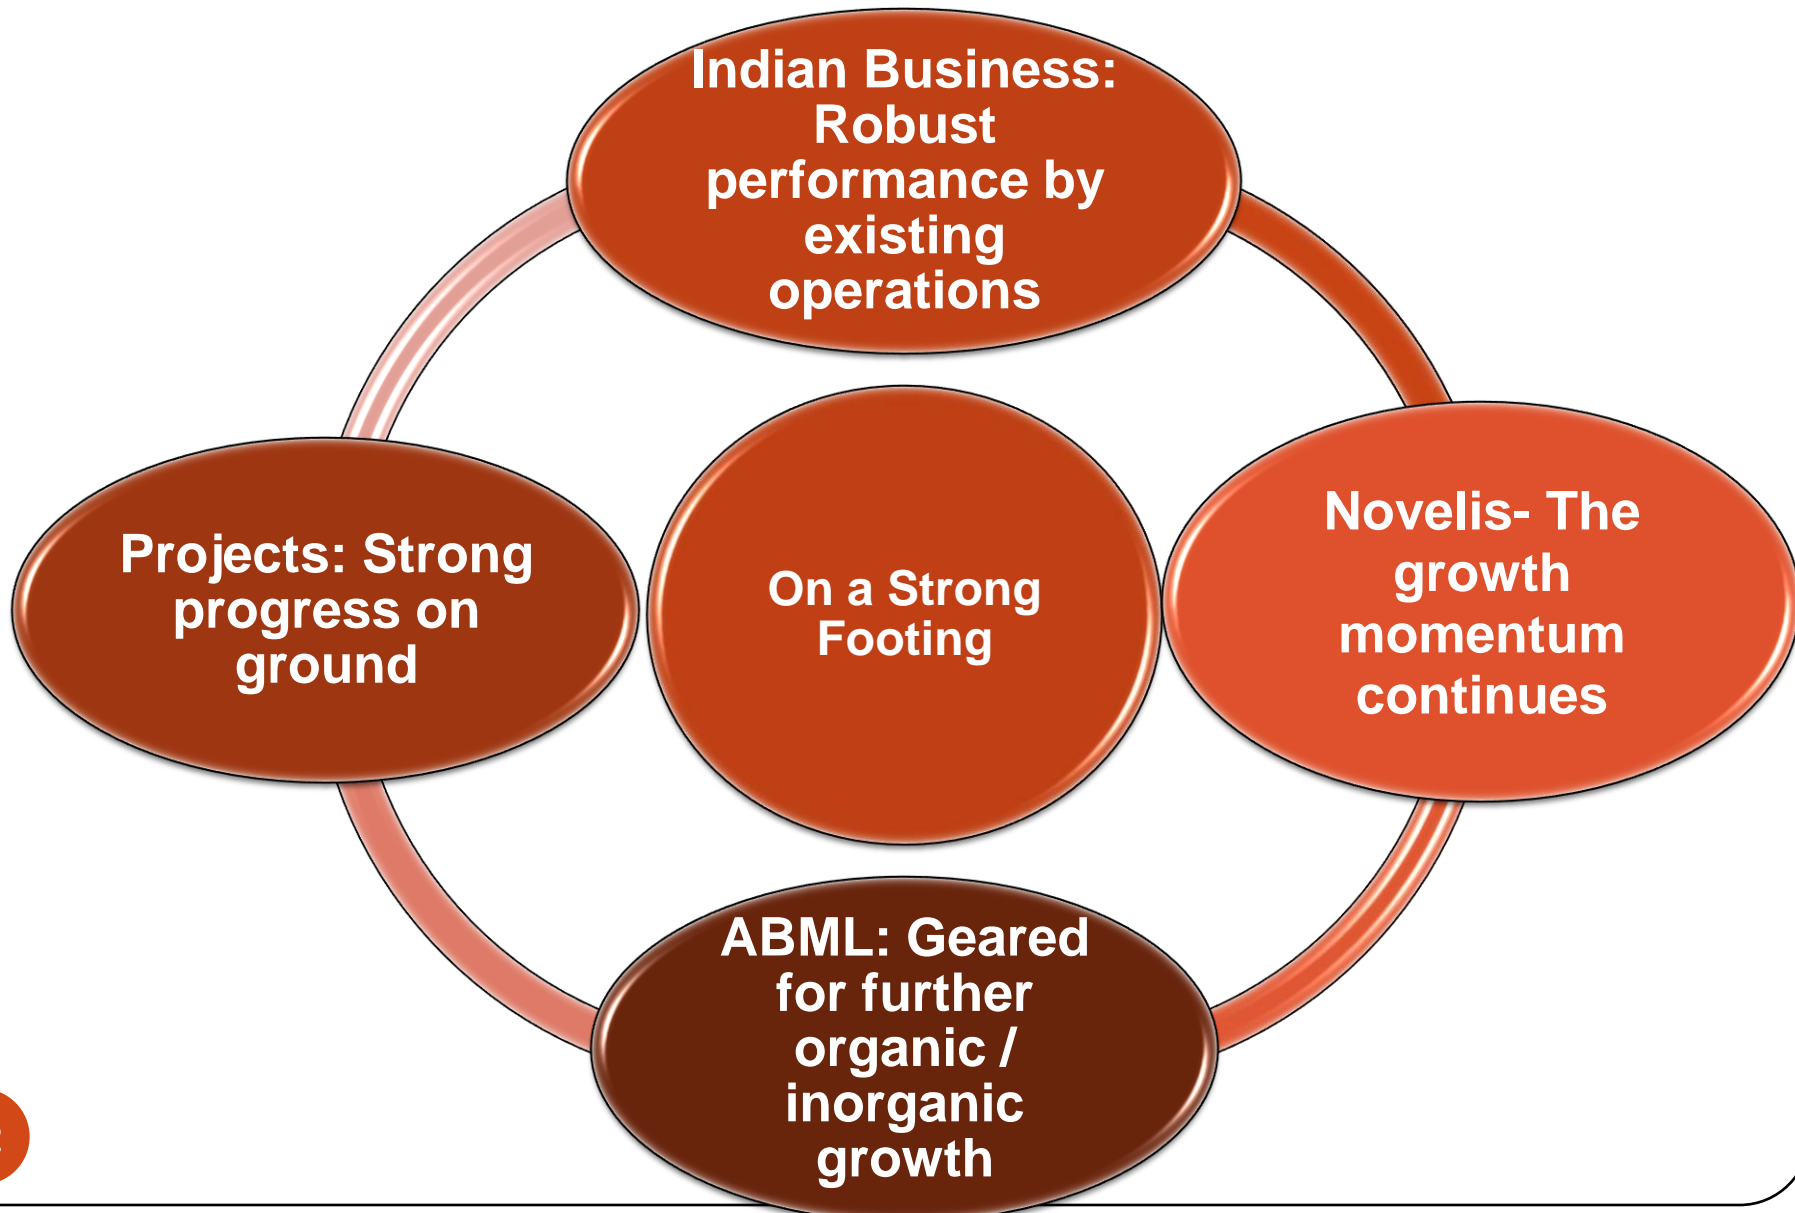 Indian Business:
Robust
performance by
existing
operations
Novelis- The
growth
momentum
continues
Projects: Strong
progress on
ground
On a Strong
Footing
ABML: Geared
for further
organic /
inorganic
growth